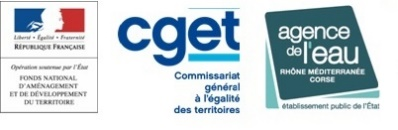 Liberté • Égalité • Fraternité
RÉPUBLIQUE FRANÇAISE
Opération soutenue par l'État
FONDS NATIONAL
D'AMÉNAGEMENT
ET DE DÉVELOPPEMENT
DU TERRITOIRE
cget
Commissariat
général
à l'égalité
des territoires
agence
de l'eau
RHÔNE MÉDITERRANÉE
CORSE
établissement public de l'État